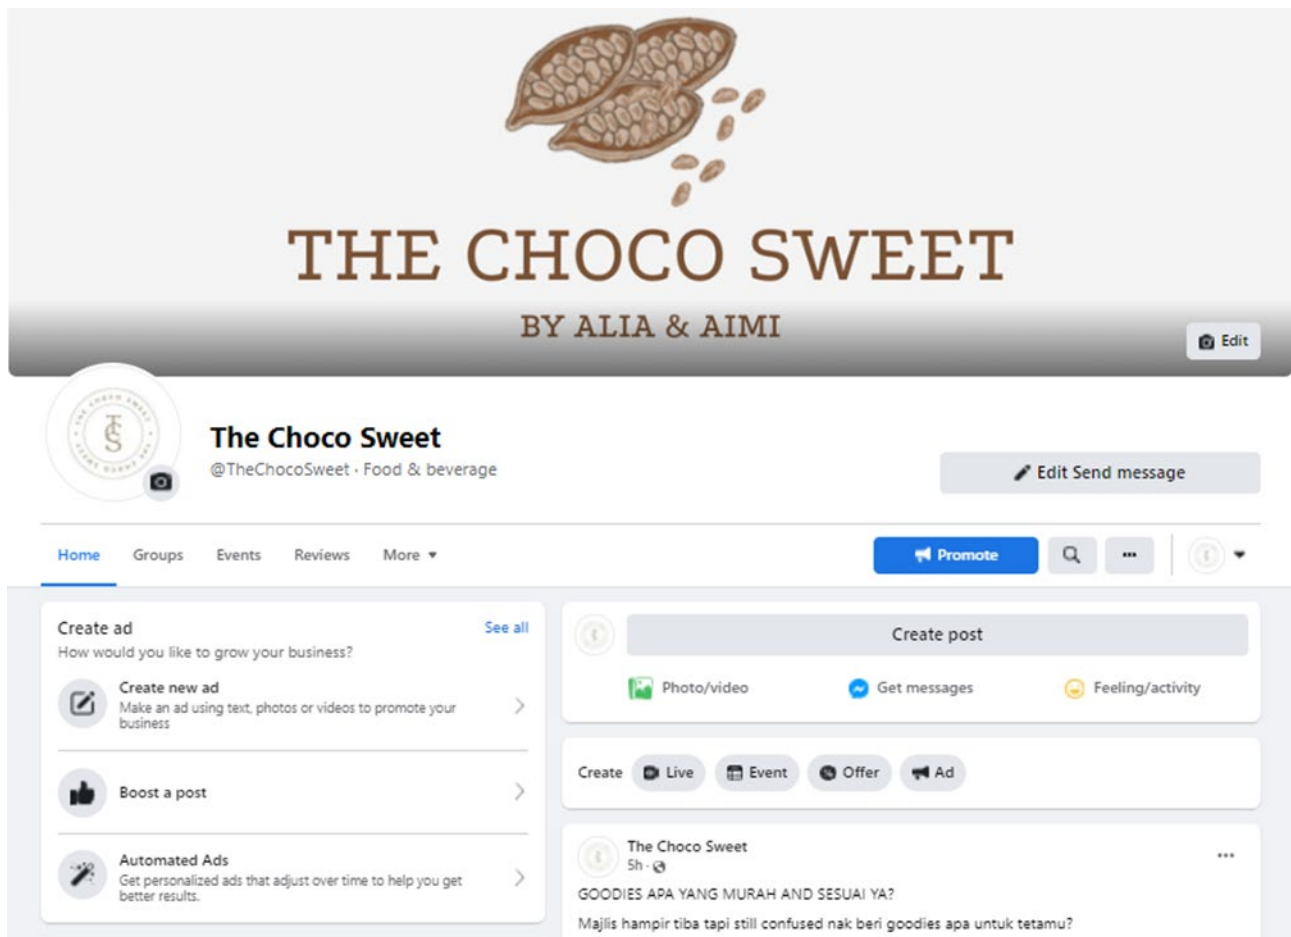 THE CHOCO SWEET
BY ALIA & AIMI
Edit
The Choco Sweet
@TheChocoSweet · Food & beverage
Edit Send message
Home Groups Events Reviews More
Promote
Create ad
See all
How would you like to grow your business?
Create new ad
Make an ad using text, photos or videos to promote your
business
Boost a post
Automated Ads
Get personalized ads that adjust over time to help you get
better results.
Create post
Photo/video Get messages Feeling/activity
Create Live Event Offer Ad
The Choco Sweet
5h ·
GOODIES APA YANG MURAH AND SESUAI YA?
Majlis hampir tiba tapi still confused nak beri goodies apa untuk tetamu?